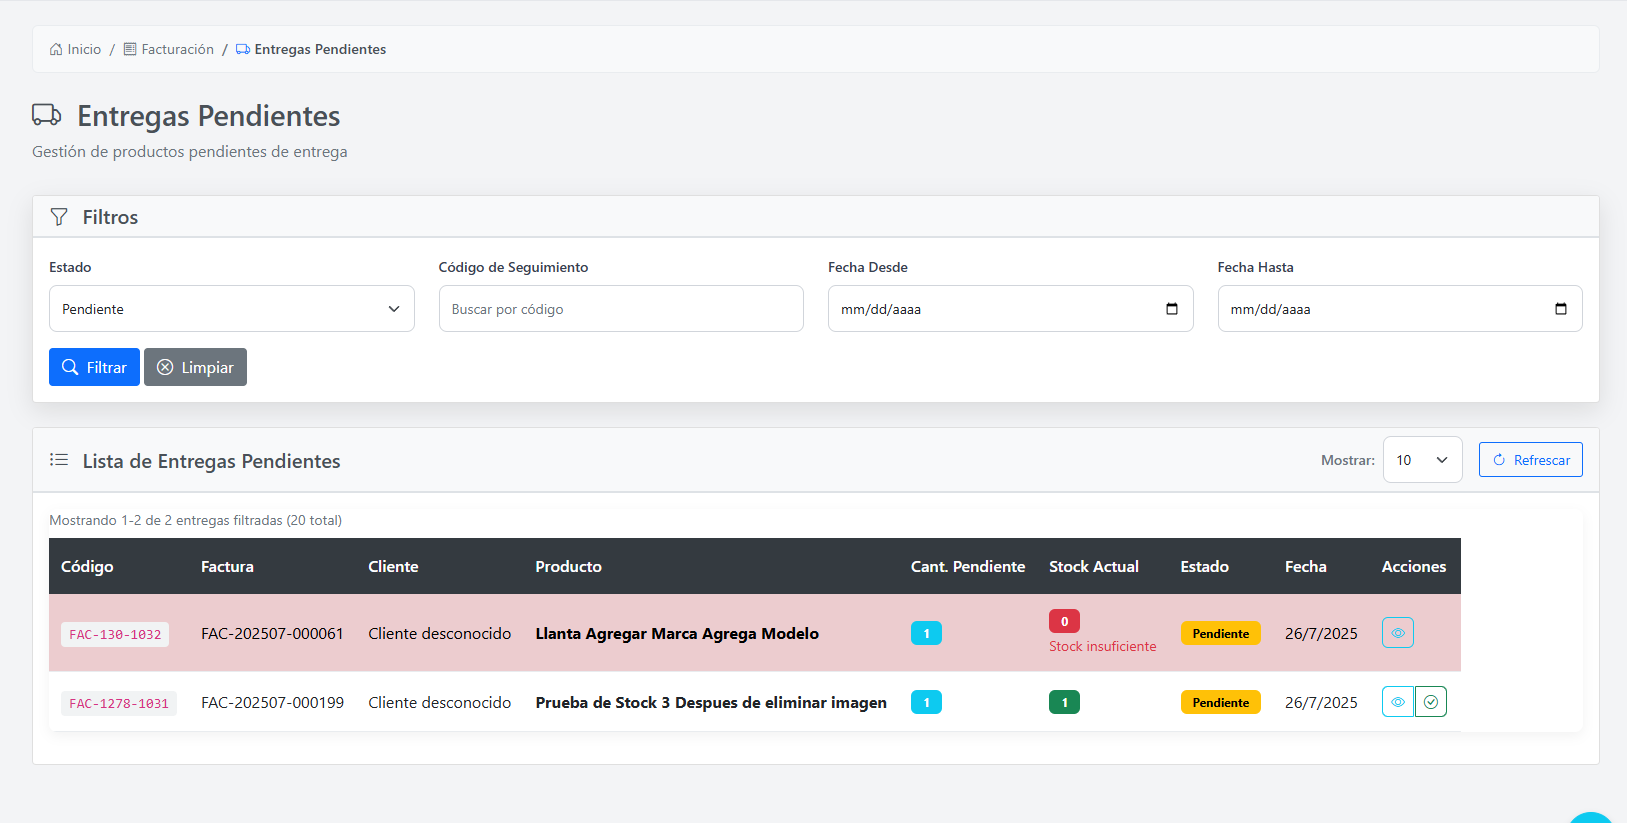 Inicio / Facturación / Entregas Pendientes
Entregas Pendientes
Gestión de productos pendientes de entrega
Filtros
Estado Código de Seguimiento Fecha Desde Fecha Hasta
Pendiente Buscar por código mm/dd/aaaa mm/dd/aaaa
Filtrar Limpiar
Lista de Entregas Pendientes Mostrar: 10 Refrescar
Mostrando 1-2 de 2 entregas filtradas (20 total)
Código Factura Cliente Producto Cant. Pendiente Stock Actual Estado Fecha Acciones
FAC-130-1032 FAC-202507-000061 Cliente desconocido Llanta Agregar Marca Agrega Modelo 1 0 Pendiente 26/7/2025
Stock insuficiente
FAC-1278-1031 FAC-202507-000199 Cliente desconocido Prueba de Stock 3 Despues de eliminar imagen 1 1 Pendiente 26/7/2025